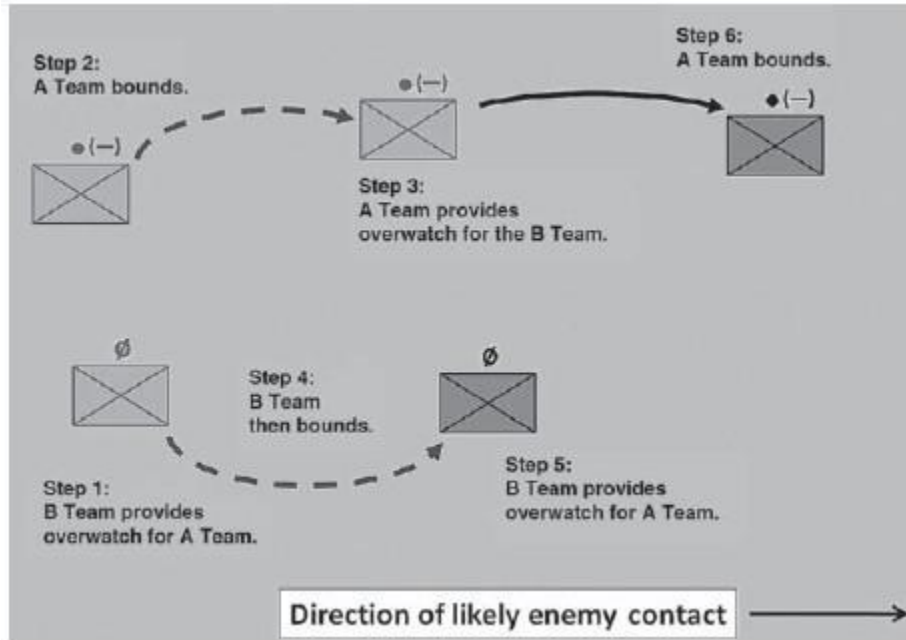 Step 2:
A Team bounds.
(—)
(—)
Step 6:
A Team bounds.
(—)
Step 3:
A Team provides
overwatch for the B Team.
Ø
Step 4:
B Team
then bounds.
Ø
Step 1:
B Team provides
overwatch for A Team.
Step 5:
B Team provides
overwatch for A Team.
Direction of likely enemy contact